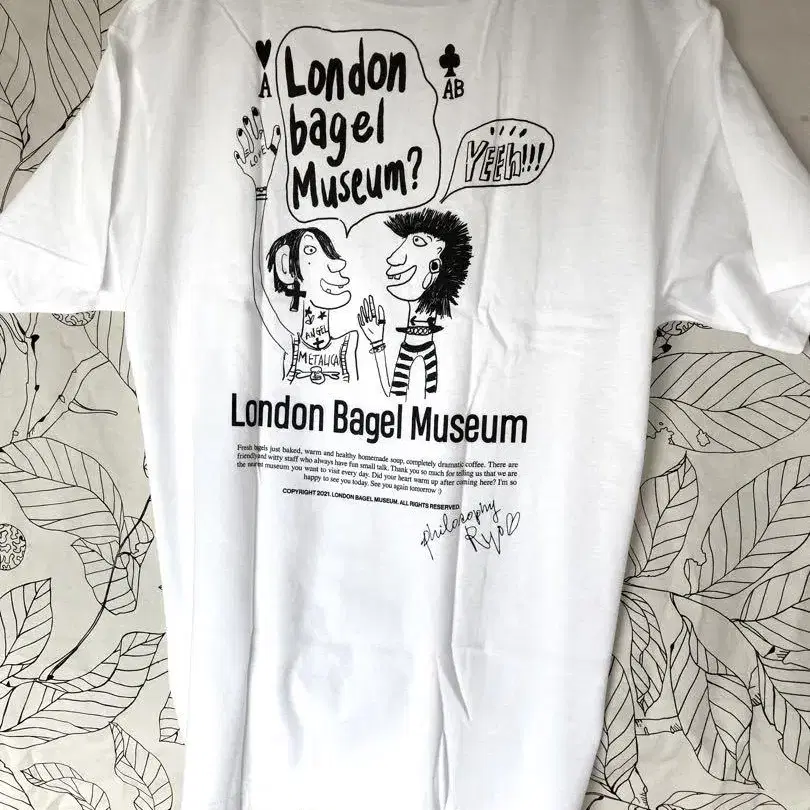 A
London
bagel
Museum?
AB
YEEh!!!
ANGEL
METALICA
London Bagel Museum
Fresh bagels just baked, warm and healthy homemade soup, completely dramatic coffee. There are
friendly and witty staff who always have fun small talk. Thank you so much for telling us that we are
the nearest museum you want to visit every day. Did your heart warm up after coming here? I'm so
happy to see you today. See you again tomorrow :)
COPYRIGHT 2021. LONDON BAGEL MUSEUM. ALL RIGHTS RESERVED.
philosophy
Ryo♡